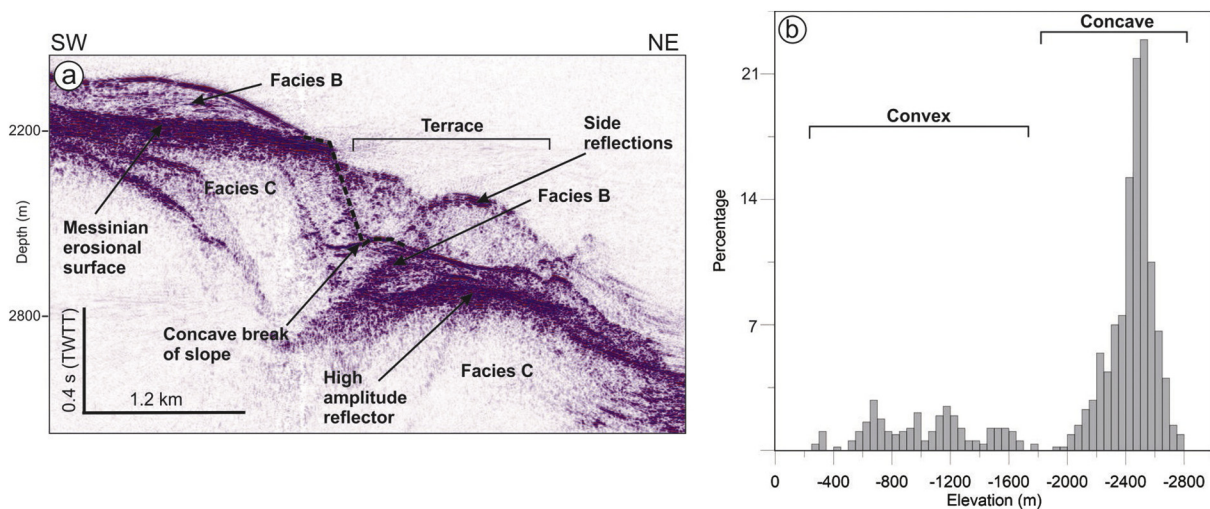 SW
NE
a
Facies B
Terrace
Side
reflections
2200
Facies C
Facies B
Depth (m)
Messinian
erosional
surface
2800
Concave break
of slope
0.4 s (TWTT)
1.2 km
High
amplitude
reflector
Facies C
b
Concave
Convex
Percentage
21
14
7
0 -400 -800 -1200 -1600 -2000 -2400 -2800
Elevation (m)